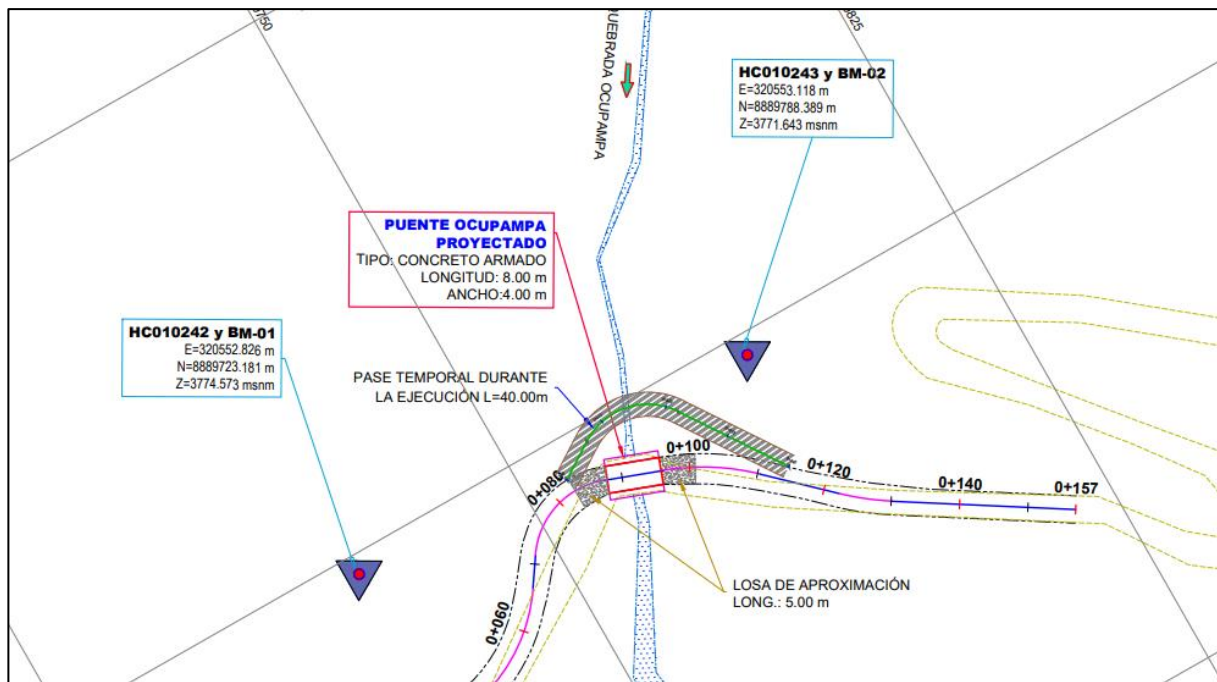 3750
QUEBRADA OCUPAMPA
9825
HC010243 y BM-02
E=320553.118 m
N=8889788.389 m
Z=3771.643 msnm
PUENTE OCUPAMPA
PROYECTADO
TIPO: CONCRETO ARMADO
LONGITUD: 8.00 m
ANCHO:4.00 m
HC010242 y BM-01
E=320552.826 m
N=8889723.181 m
Z=3774.573 msnm
PASE TEMPORAL DURANTE
LA EJECUCIÓN L=40.00m
0+060
0+080
0+100
0+120
0+140
0+157
LOSA DE APROXIMACIÓN
LONG.: 5.00 m